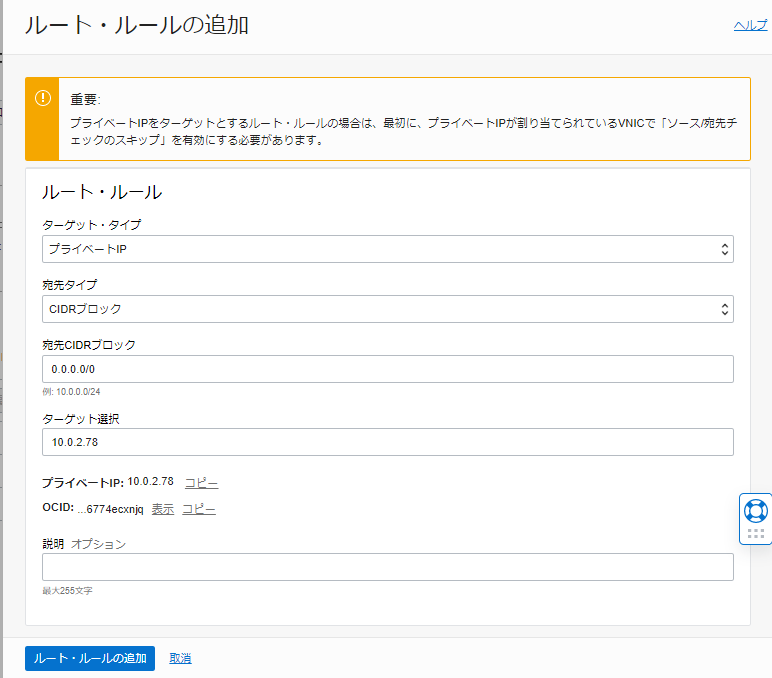 ルート・ルールの追加
ヘルプ
重要:
プライベートIPをターゲットとするルート・ルールの場合は、最初に、プライベートIPが割り当てられているVNICで「ソース/宛先チ
ェックのスキップ」を有効にする必要があります。
ルート・ルール
ターゲット・タイプ
プライベートIP
宛先タイプ
CIDRブロック
宛先CIDRブロック
0.0.0.0/0
例: 10.0.0.0/24
ターゲット選択
10.0.2.78
プライベートIP: 10.0.2.78 コピー
OCID: ...6774ecxnjq 表示 コピー
説明 オプション
最大255文字
ルート・ルールの追加 取消